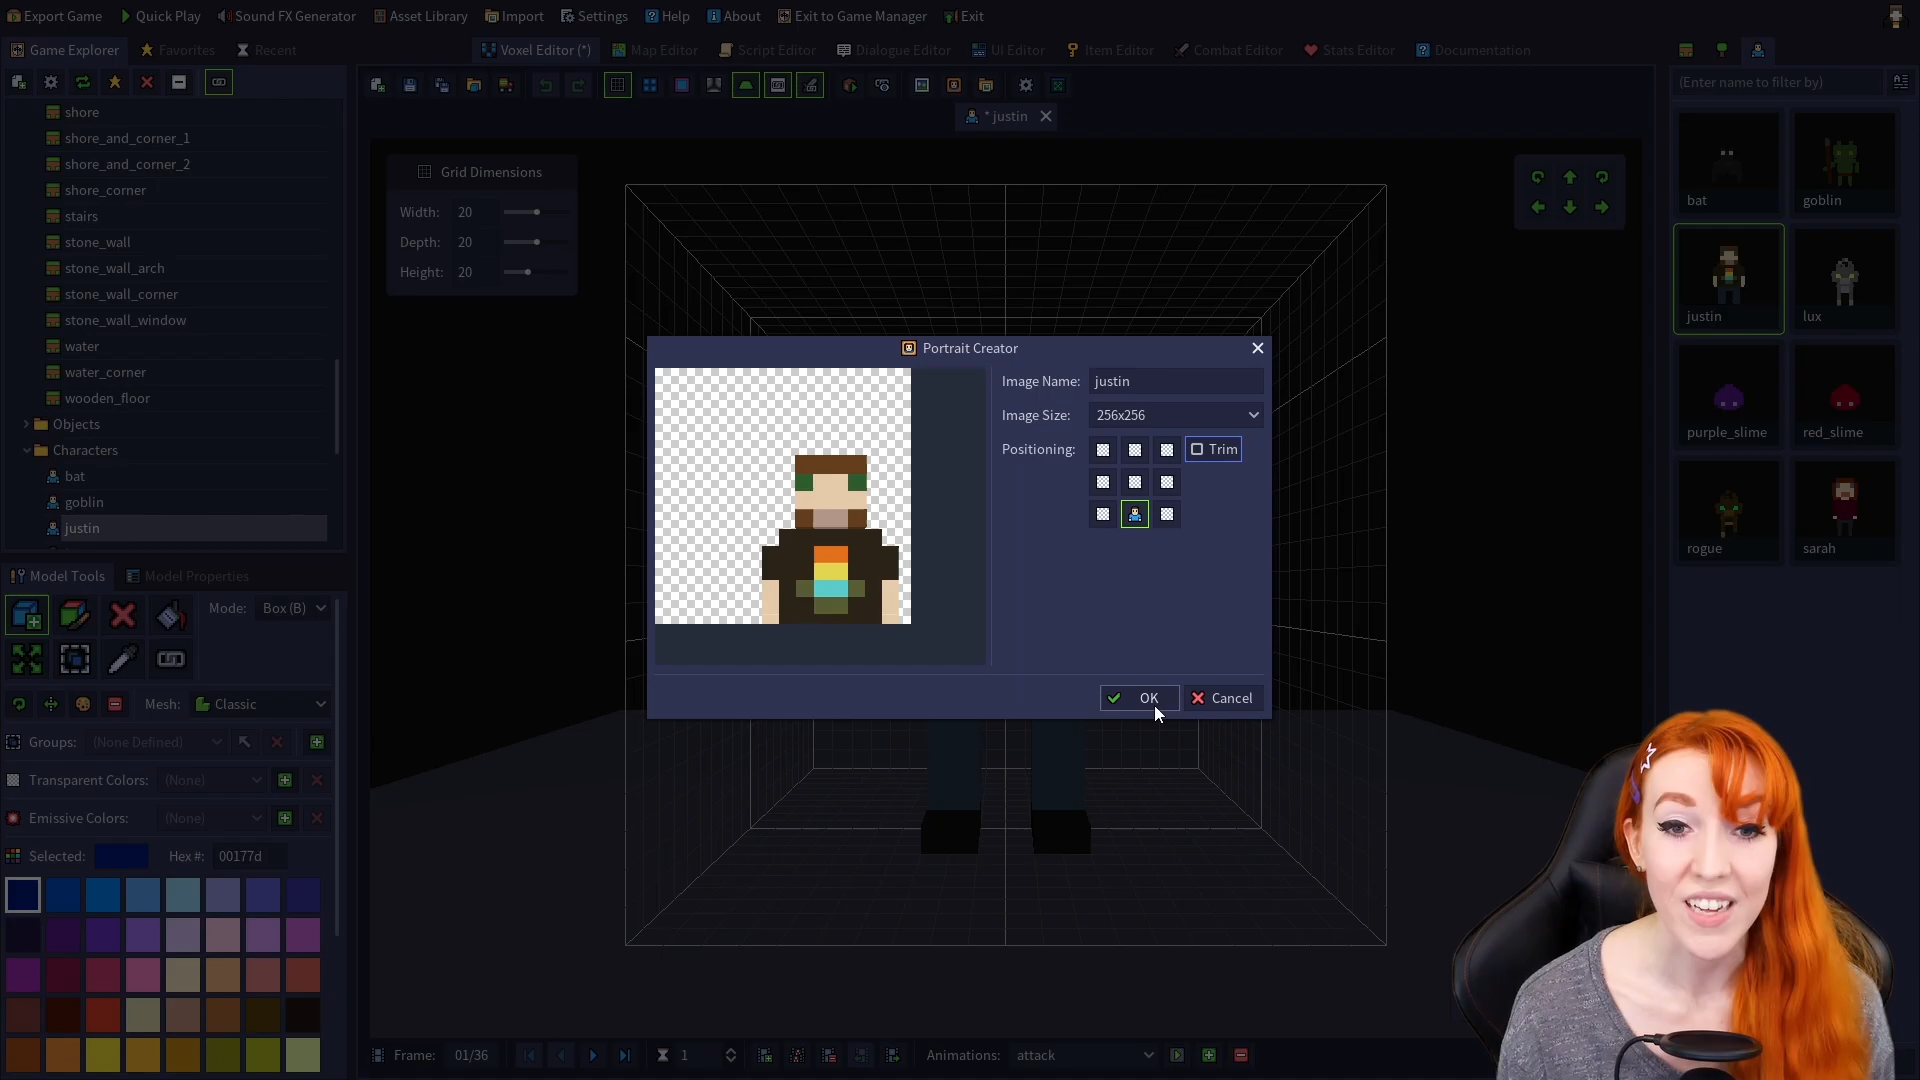 Export Game Quick Play Sound FX Generator Asset Library Import Settings Help About Exit to Game Manager Exit
Game Explorer Favorites Recent
Voxel Editor (*) Map Editor Script Editor Dialogue Editor UI Editor Item Editor Combat Editor Stats Editor Documentation
(Enter name to filter by)
* justin
shore
shore_and_corner_1
shore_and_corner_2
shore_corner
stairs
stone_wall
stone_wall_arch
stone_wall_corner
stone_wall_window
water
water_corner
wooden_floor
Objects
Characters
bat
goblin
justin
Grid Dimensions
Width: 20
Depth: 20
Height: 20
Portrait Creator
Image Name: justin
Image Size: 256x256
Positioning: Trim
OK Cancel
bat goblin
justin lux
purple_slime red_slime
rogue sarah
Model Tools Model Properties
Mode: Box (B)
Mesh: Classic
Groups: (None Defined)
Transparent Colors: (None)
Emissive Colors: (None)
Selected: Hex #: 00177d
Frame: 01/36 1 Animations: attack